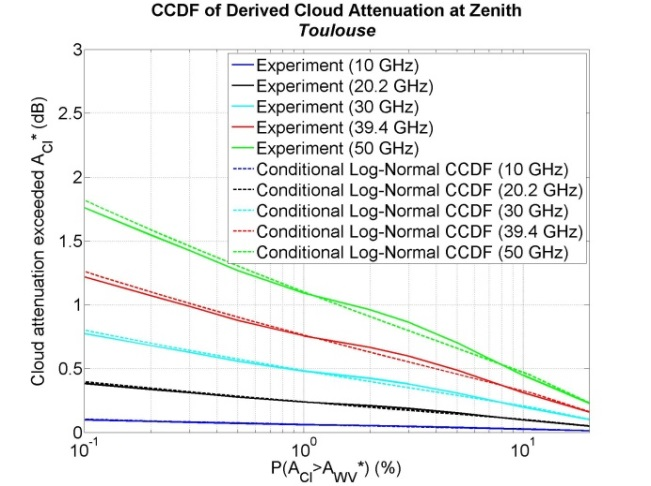 CCDF of Derived Cloud Attenuation at Zenith
Toulouse
Cloud attenuation exceeded A_Cl* (dB)
3
2.5
2
1.5
1
0.5
0
Experiment (10 GHz)
Experiment (20.2 GHz)
Experiment (30 GHz)
Experiment (39.4 GHz)
Experiment (50 GHz)
Conditional Log-Normal CCDF (10 GHz)
Conditional Log-Normal CCDF (20.2 GHz)
Conditional Log-Normal CCDF (30 GHz)
Conditional Log-Normal CCDF (39.4 GHz)
Conditional Log-Normal CCDF (50 GHz)
10^-1 10^0 10^1
P(A_Cl>A_WV*) (%)